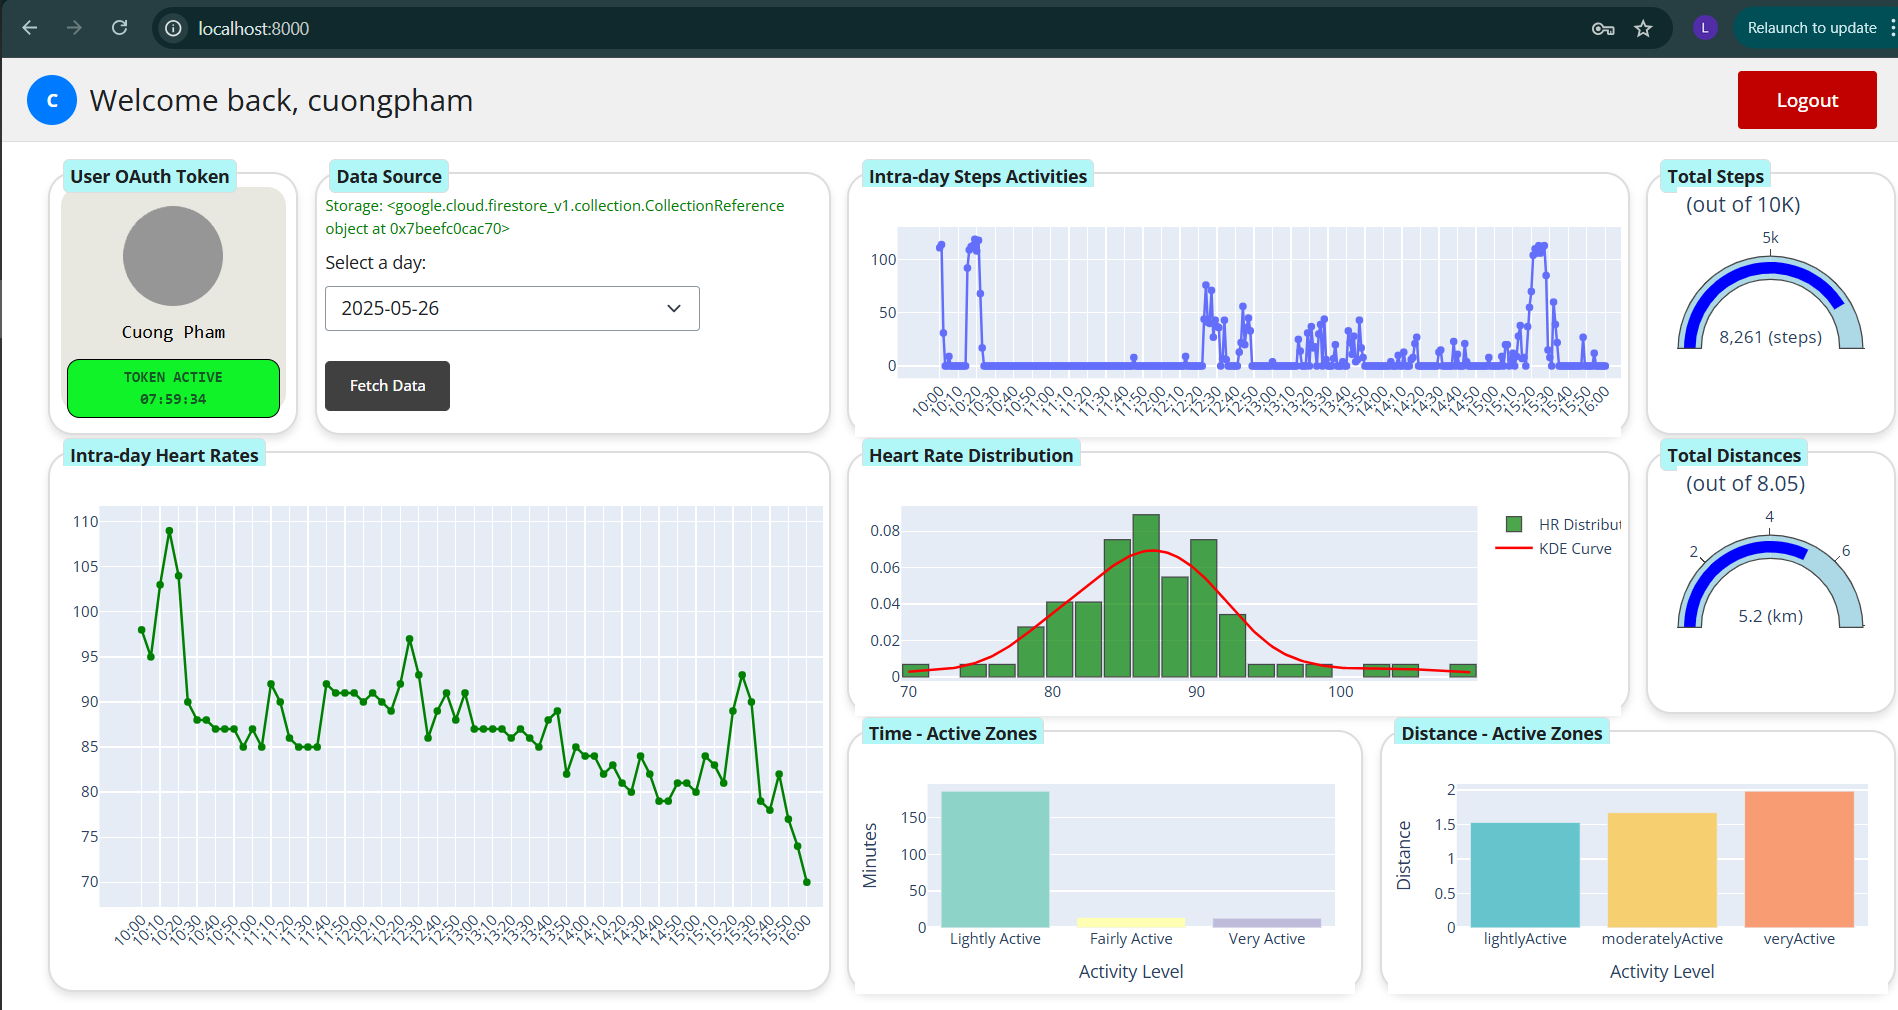 localhost:8000
L
Relaunch to update
C
Welcome back, cuongpham
Logout
User OAuth Token
Cuong Pham
TOKEN ACTIVE
07:59:34
Data Source
Storage: <google.cloud.firestore_v1.collection.CollectionReference
object at 0x7beefc0cac70>
Select a day:
2025-05-26
Fetch Data
Intra-day Steps Activities
100
50
0
10:00
10:10
10:20
10:30
10:40
10:50
11:00
11:10
11:20
11:30
11:40
11:50
12:00
12:10
12:20
12:30
12:40
12:50
13:00
13:10
13:20
13:30
13:40
13:50
14:00
14:10
14:20
14:30
14:40
14:50
15:00
15:10
15:20
15:30
15:40
15:50
16:00
Total Steps
(out of 10K)
5k
8,261 (steps)
Intra-day Heart Rates
110
105
100
95
90
85
80
75
70
10:00
10:10
10:20
10:30
10:40
10:50
11:00
11:10
11:20
11:30
11:40
11:50
12:00
12:10
12:20
12:30
12:40
12:50
13:00
13:10
13:20
13:30
13:40
13:50
14:00
14:10
14:20
14:30
14:40
14:50
15:00
15:10
15:20
15:30
15:40
15:50
16:00
Heart Rate Distribution
0.08
0.06
0.04
0.02
0
70
80
90
100
HR Distribut
KDE Curve
Total Distances
(out of 8.05)
2
4
6
5.2 (km)
Time - Active Zones
Minutes
150
100
50
0
Lightly Active
Fairly Active
Very Active
Activity Level
Distance - Active Zones
Distance
2
1.5
1
0.5
0
lightlyActive
moderatelyActive
veryActive
Activity Level